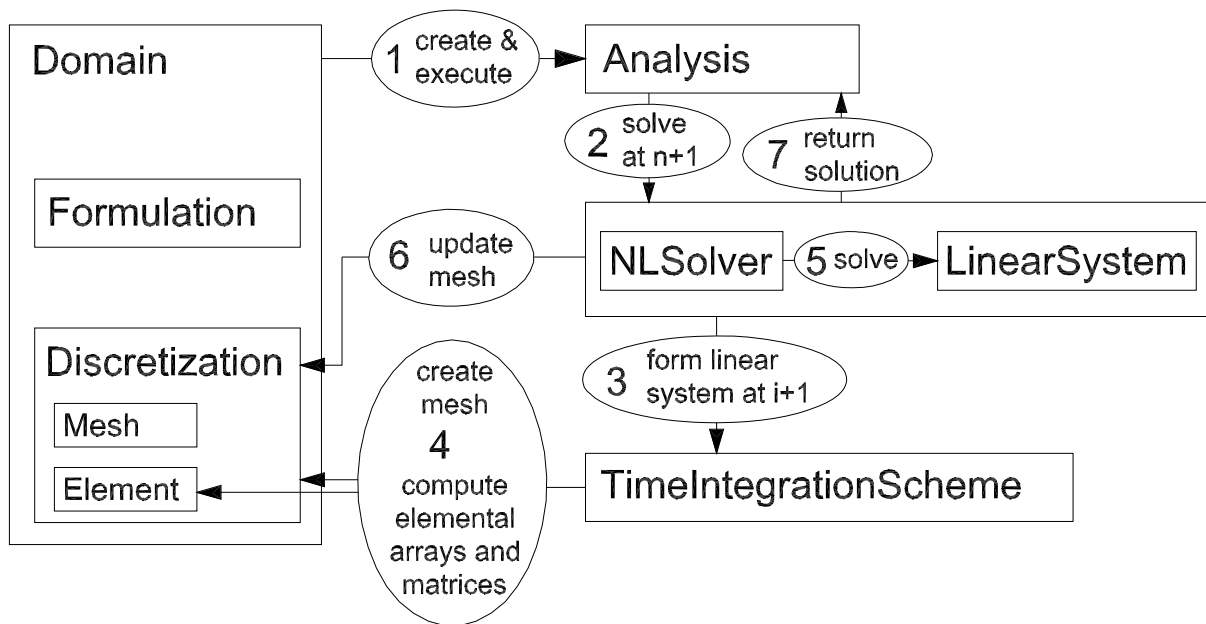 Domain
Formulation
Discretization
Mesh
Element
1 create &
execute
Analysis
2 solve
at n+1
7 return
solution
6 update
mesh
NLSolver
5 solve
LinearSystem
3 form linear
system at i+1
create
mesh
4
compute
elemental
arrays and
matrices
TimeIntegrationScheme